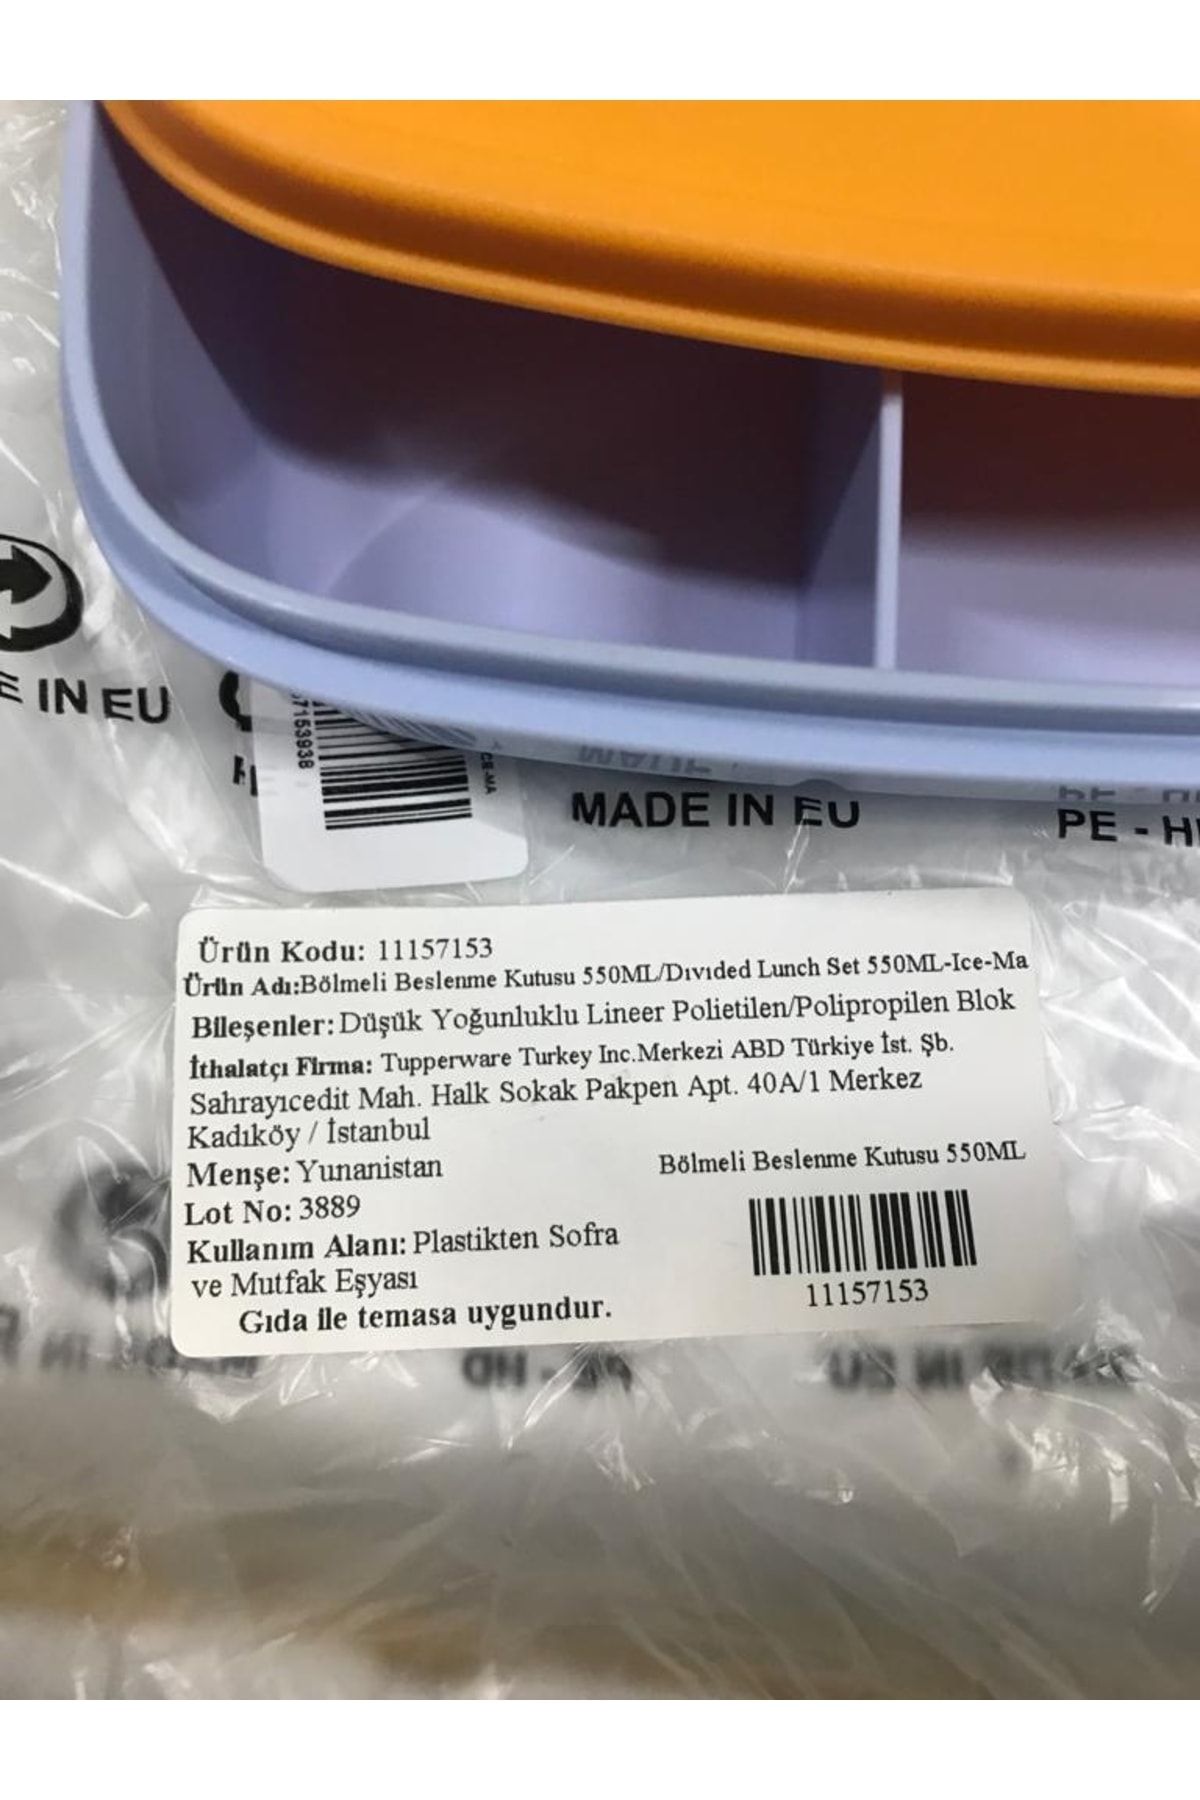 IN EU
57153938
CE-MA
MADE IN EU
PE - H
Ürün Kodu: 11157153
Ürün Adı:Bölmeli Beslenme Kutusu 550ML/Dıvıded Lunch Set 550ML-Ice-Ma
Bileşenler: Düşük Yoğunluklu Lineer Polietilen/Polipropilen Blok
İthalatçı Firma: Tupperware Turkey Inc.Merkezi ABD Türkiye İst. Şb.
Sahrayıcedit Mah. Halk Sokak Pakpen Apt. 40A/1 Merkez
Kadıköy / İstanbul
Menşe: Yunanistan
Lot No: 3889
Kullanım Alanı: Plastikten Sofra
ve Mutfak Eşyası
Gıda ile temasa uygundur.
Bölmeli Beslenme Kutusu 550ML
11157153